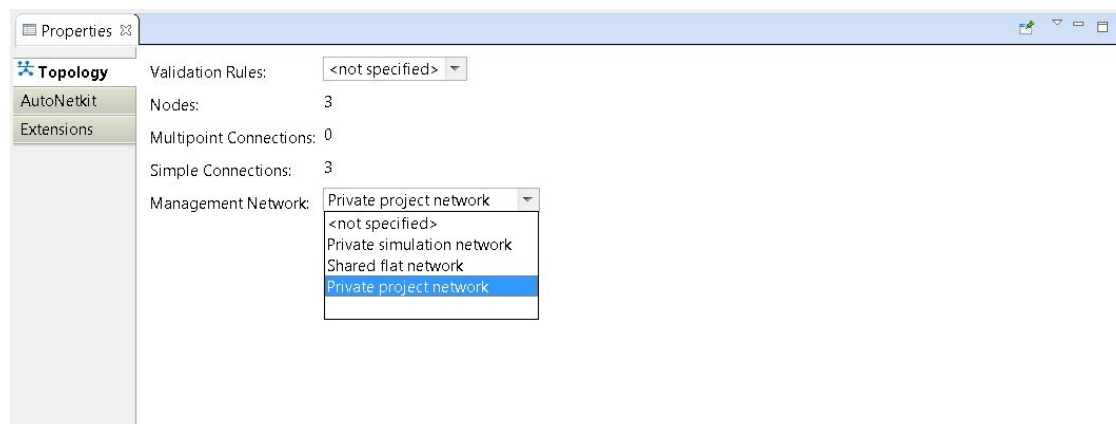 Properties
Topology
AutoNetkit
Extensions
Validation Rules: <not specified>
Nodes: 3
Multipoint Connections: 0
Simple Connections: 3
Management Network: Private project network
<not specified>
Private simulation network
Shared flat network
Private project network